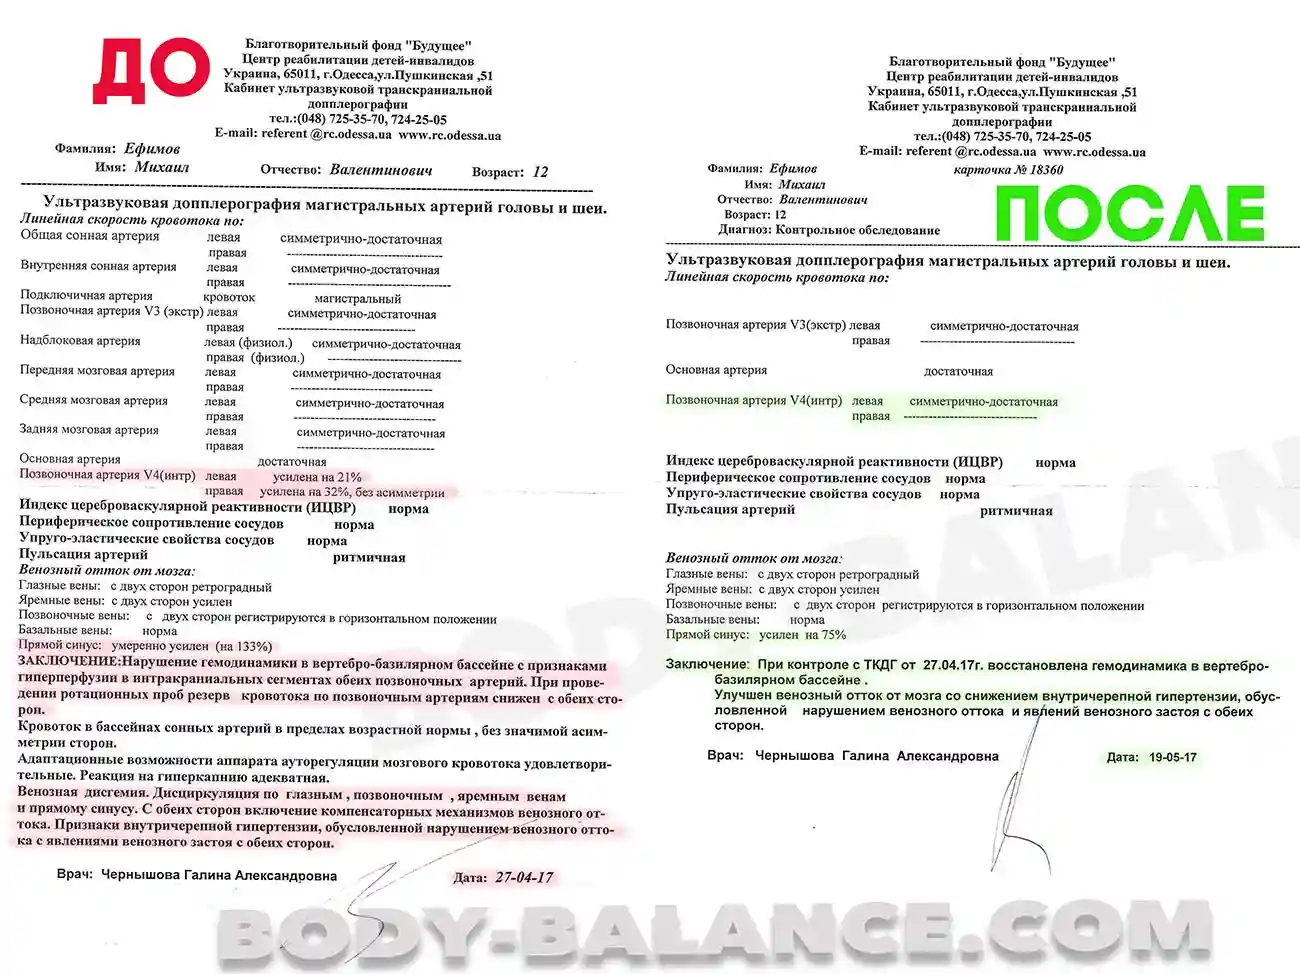 ДО
Благотворительный фонд "Будущее"
Центр реабилитации детей-инвалидов
Украина, 65011, г.Одесса,ул.Пушкинская ,51
Кабинет ультразвуковой транскраниальной
допплерографии
тел.:(048) 725-35-70, 724-25-05
E-mail: referent @rc.odessa.ua www.rc.odessa.ua
Фамилия: Ефимов
Имя: Михаил Отчество: Валентинович Возраст: 12
Ультразвуковая допплерография магистральных артерий головы и шеи.
Линейная скорость кровотока по:
Общая сонная артерия левая симметрично-достаточная
правая ----------------------------
Внутренняя сонная артерия левая симметрично-достаточная
правая ----------------------------
Подключичная артерия кровоток магистральный
Позвоночная артерия V3 (экстр) левая симметрично-достаточная
правая ----------------------------
Надблоковая артерия левая (физиол.) симметрично-достаточная
правая (физиол.) ----------------------------
Передняя мозговая артерия левая симметрично-достаточная
правая ----------------------------
Средняя мозговая артерия левая симметрично-достаточная
правая ----------------------------
Задняя мозговая артерия левая симметрично-достаточная
правая ----------------------------
Основная артерия достаточная
Позвоночная артерия V4(интр) левая усилена на 21%
правая усилена на 32%, без асимметрии
Индекс цереброваскулярной реактивности (ИЦВР) норма
Периферическое сопротивление сосудов норма
Упруго-эластические свойства сосудов норма
Пульсация артерий ритмичная
Венозный отток от мозга:
Глазные вены: с двух сторон ретроградный
Яремные вены: с двух сторон усилен
Позвоночные вены: с двух сторон регистрируются в горизонтальном положении
Базальные вены: норма
Прямой синус: умеренно усилен (на 133%)
ЗАКЛЮЧЕНИЕ:Нарушение гемодинамики в вертебро-базилярном бассейне с признаками
гиперперфузии в интракраниальных сегментах обеих позвоночных артерий. При прове-
дении ротационных проб резерв кровотока по позвоночным артериям снижен с обеих сто-
рон.
Кровоток в бассейнах сонных артерий в пределах возрастной нормы , без значимой асим-
метрии сторон.
Адаптационные возможности аппарата ауторегуляции мозгового кровотока удовлетвори-
тельные. Реакция на гиперкапнию адекватная.
Венозная дисгемия. Дисциркуляция по глазным , позвоночным , яремным венам
и прямому синусу. С обеих сторон включение компенсаторных механизмов венозного от-
тока. Признаки внутричерепной гипертензии, обусловленной нарушением венозного отто-
ка с явлениями венозного застоя с обеих сторон.
Врач: Чернышова Галина Александровна Дата: 27-04-17
Благотворительный фонд "Будущее"
Центр реабилитации детей-инвалидов
Украина, 65011, г.Одесса,ул.Пушкинская ,51
Кабинет ультразвуковой транскраниальной
допплерографии
тел.:(048) 725-35-70, 724-25-05
E-mail: referent @rc.odessa.ua www.rc.odessa.ua
Фамилия: Ефимов карточка № 18360
Имя: Михаил
Отчество: Валентинович
Возраст: 12
Диагноз: Контрольное обследование
ПОСЛЕ
Ультразвуковая допплерография магистральных артерий головы и шеи.
Линейная скорость кровотока по:
Позвоночная артерия V3(экстр) левая симметрично-достаточная
правая ----------------------------
Основная артерия достаточная
Позвоночная артерия V4(интр) левая симметрично-достаточная
правая ----------------------------
Индекс цереброваскулярной реактивности (ИЦВР) норма
Периферическое сопротивление сосудов норма
Упруго-эластические свойства сосудов норма
Пульсация артерий ритмичная
Венозный отток от мозга:
Глазные вены: с двух сторон ретроградный
Яремные вены: с двух сторон усилен
Позвоночные вены: с двух сторон регистрируются в горизонтальном положении
Базальные вены: норма
Прямой синус: усилен на 75%
Заключение: При контроле с ТКДГ от 27.04.17г. восстановлена гемодинамика в вертебро-
базилярном бассейне .
Улучшен венозный отток от мозга со снижением внутричерепной гипертензии, обус-
ловленной нарушением венозного оттока и явлений венозного застоя с обеих
сторон.
Врач: Чернышова Галина Александровна Дата: 19-05-17
BODY-BALANCE.COM